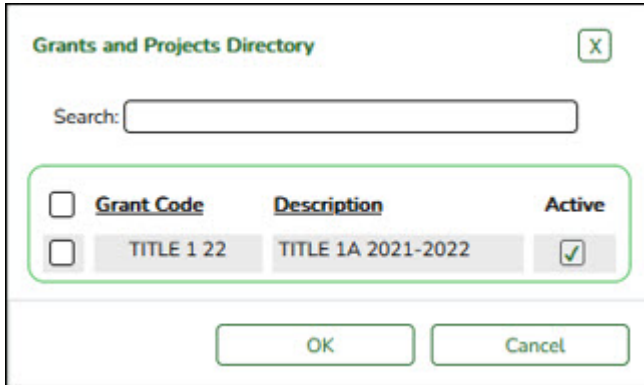 Grants and Projects Directory X
Search:
Grant Code Description Active
TITLE 1 22 TITLE 1A 2021-2022
OK Cancel